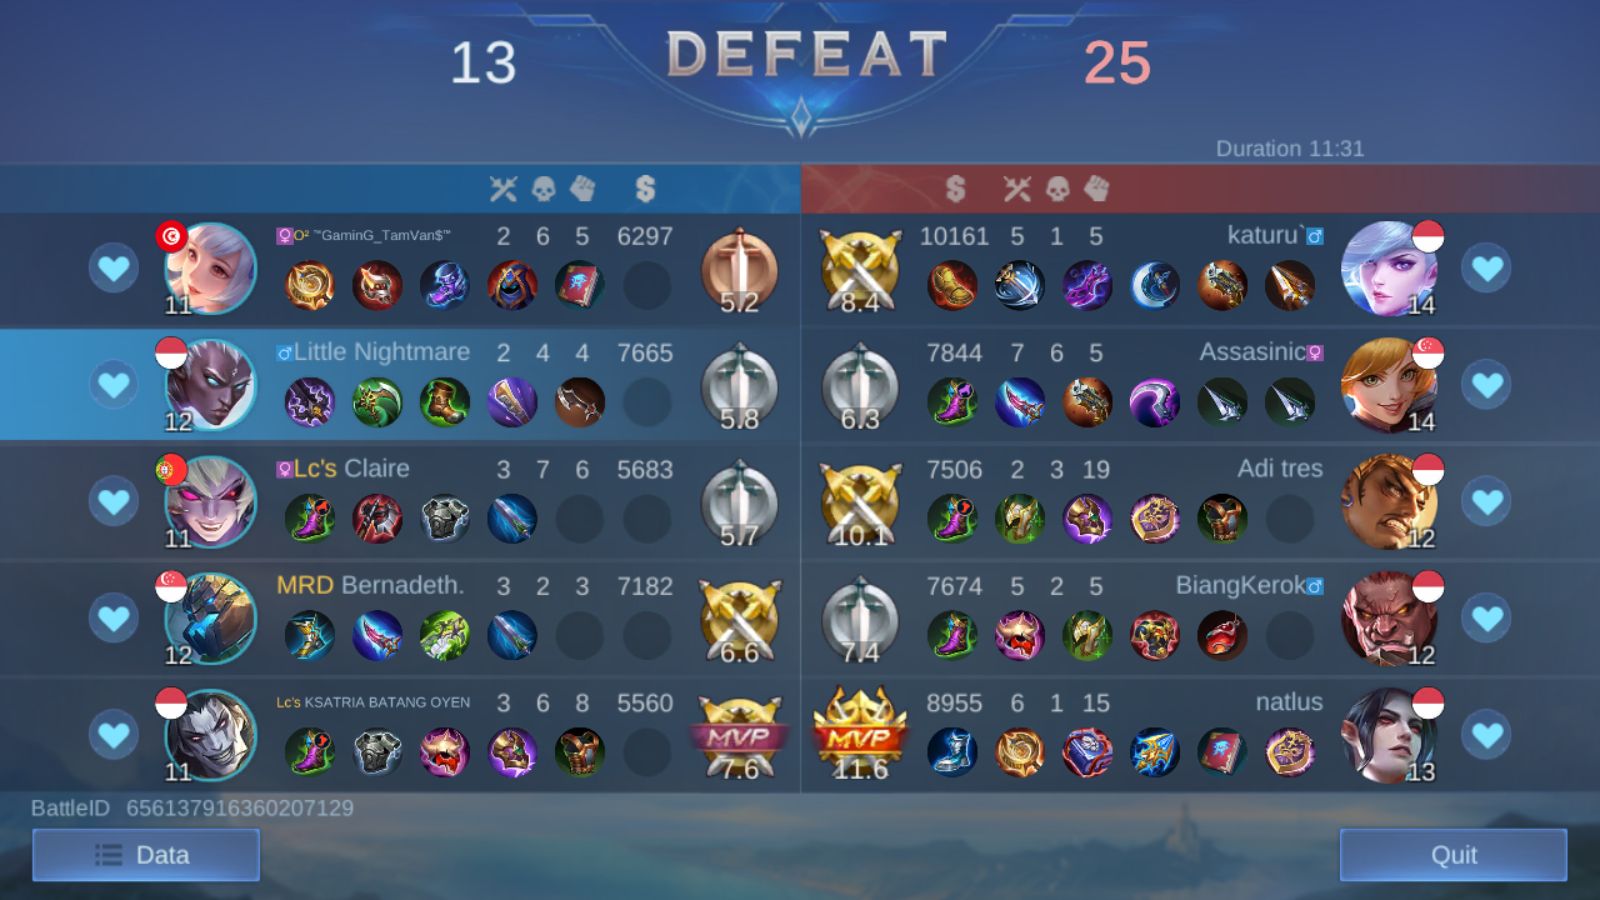 13 DEFEAT 25
Duration 11:31
O² ™GaminG_TamVan$™ 2 6 5 6297
11 5.2
10161 5 1 5 katuru`
8.4 14
Little Nightmare 2 4 4 7665
12 5.8
7844 7 6 5 Assasinic
6.3 14
Lc's Claire 3 7 6 5683
11 5.7
7506 2 3 19 Adi tres
10.1 12
MRD Bernadeth. 3 2 3 7182
12 6.6
7674 5 2 5 BiangKerok
7.4 12
Lc's KSATRIA BATANG OYEN 3 6 8 5560
11 MVP 7.6
8955 6 1 15 natlus
MVP 11.6 13
BattleID 656137916360207129
Data
Quit